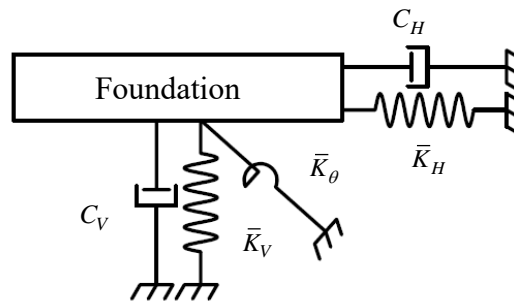 C_H
Foundation
K̄_H
K̄_θ
C_V
K̄_V